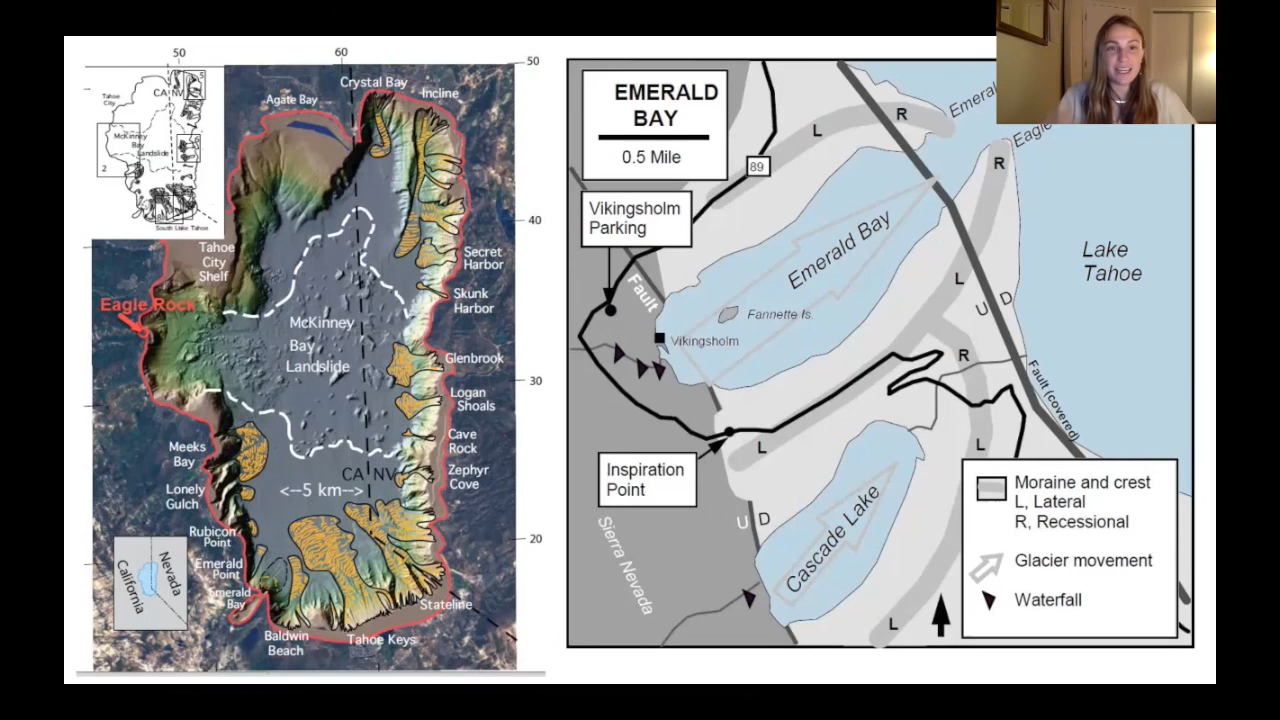 50
60
50
40
30
20
Tahoe
City
CA
NV
McKinney
Bay
Landslide
2
South Lake Tahoe
Crystal Bay
Agate Bay
Incline
Tahoe
City
Shelf
Secret
Harbor
Eagle Rock
Skunk
Harbor
McKinney
Bay
Landslide
Glenbrook
Logan
Shoals
Cave
Rock
Meeks
Bay
CA NV
Zephyr
Cove
Lonely
Gulch
<--5 km-->
Rubicon
Point
Emerald
Point
Emerald
Bay
Nevada
California
Stateline
Baldwin
Beach
Tahoe Keys
EMERALD
BAY
0.5 Mile
89
L
R
Emeral
Eagle
R
Vikingsholm
Parking
Emerald Bay
Lake
Tahoe
Fault
Fannette Is.
L
U D
Vikingsholm
R
Fault (covered)
L
L
Inspiration
Point
U D
Cascade Lake
Sierra Nevada
L
Moraine and crest
L, Lateral
R, Recessional
Glacier movement
Waterfall